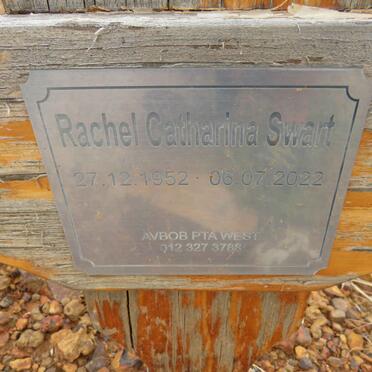 Rachel Catharina Swart
27.12.1952 - 06.07.2022
AVBOB PTA WEST
012 327 3788